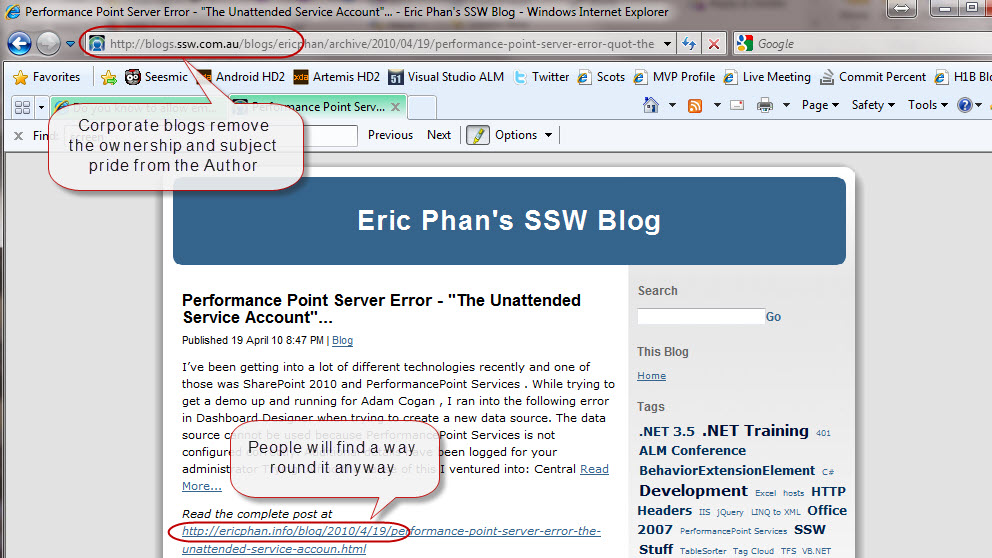 Performance Point Server Error - "The Unattended Service Account"... - Eric Phan's SSW Blog - Windows Internet Explorer
http://blogs.ssw.com.au/blogs/ericphan/archive/2010/04/19/performance-point-server-error-quot-the
Google
Favorites
Seesmic
Android HD2
Artemis HD2
51 Visual Studio ALM
Twitter
Scots
MVP Profile
Live Meeting
Commit Percent
H1B Bl
Performance Point Serv...
Page
Safety
Tools
Find
Previous
Next
Options
Corporate blogs remove
the ownership and subject
pride from the Author
Eric Phan's SSW Blog
Performance Point Server Error - "The Unattended
Service Account"...
Published 19 April 10 8:47 PM | Blog
I've been getting into a lot of different technologies recently and one of
those was SharePoint 2010 and PerformancePoint Services . While trying to
get a demo up and running for Adam Cogan , I ran into the following error
in Dashboard Designer when trying to create a new data source. The data
source cannot be used because PerformancePoint Services is not
configured been logged for your
administrator of this I ventured into: Central Read
More...
People will find a way
round it anyway
Read the complete post at
http://ericphan.info/blog/2010/4/19/performance-point-server-error-the-
unattended-service-accoun.html
Search
Go
This Blog
Home
Tags
.NET 3.5 .NET Training 401
ALM Conference
BehaviorExtensionElement C#
Development Excel hosts HTTP
Headers IIS jQuery LINQ to XML Office
2007 PerformancePoint Services SSW
Stuff TableSorter Tag Cloud TFS VB.NET